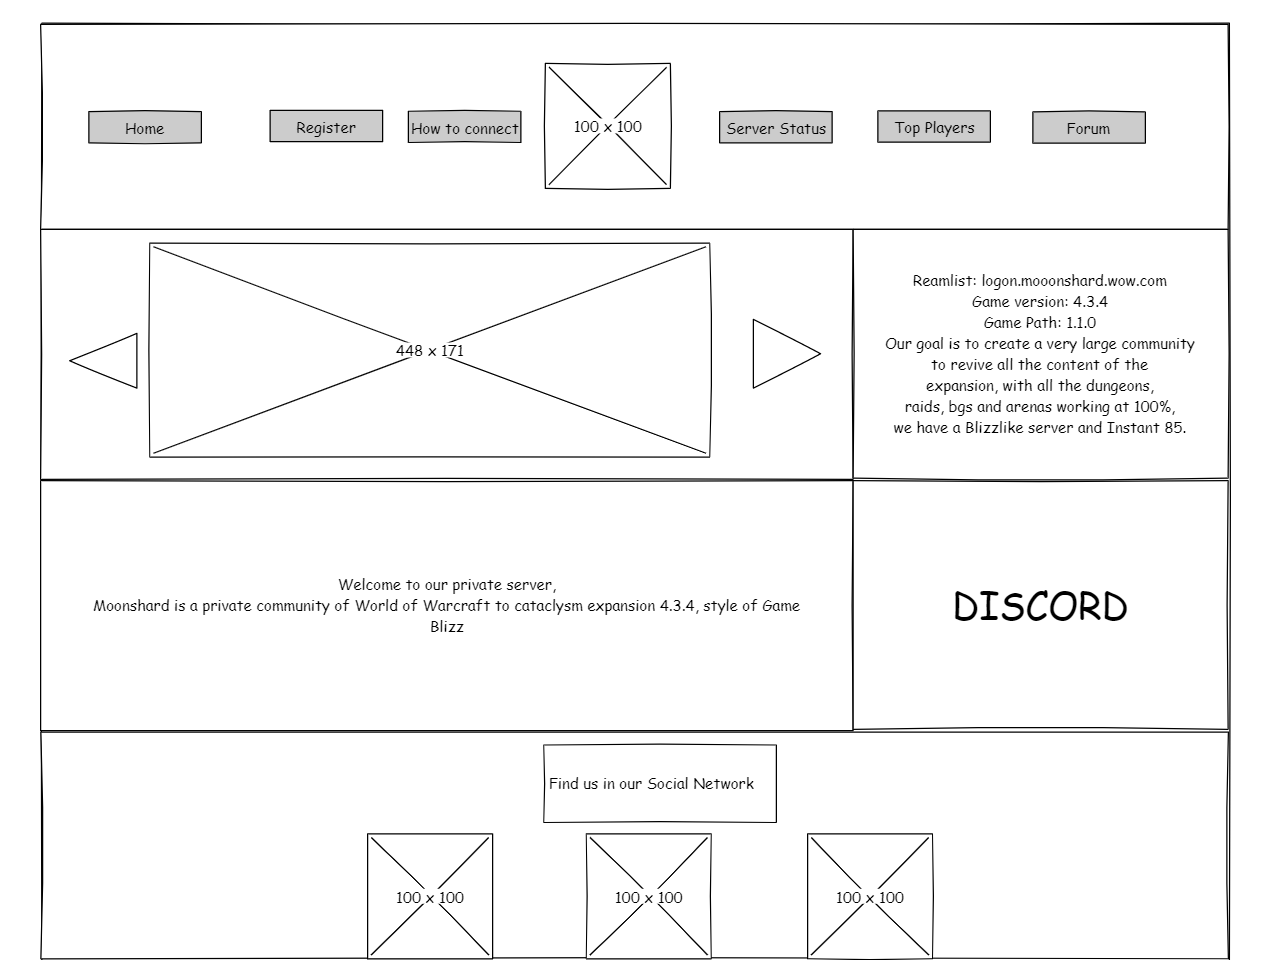 Home
Register
How to connect
100 x 100
Server Status
Top Players
Forum
448 x 171
Reamlist: logon.mooonshard.wow.com
Game version: 4.3.4
Game Path: 1.1.0
Our goal is to create a very large community
to revive all the content of the
expansion, with all the dungeons,
raids, bgs and arenas working at 100%,
we have a Blizzlike server and Instant 85.
Welcome to our private server,
Moonshard is a private community of World of Warcraft to cataclysm expansion 4.3.4, style of Game
Blizz
DISCORD
Find us in our Social Network
100 x 100
100 x 100
100 x 100